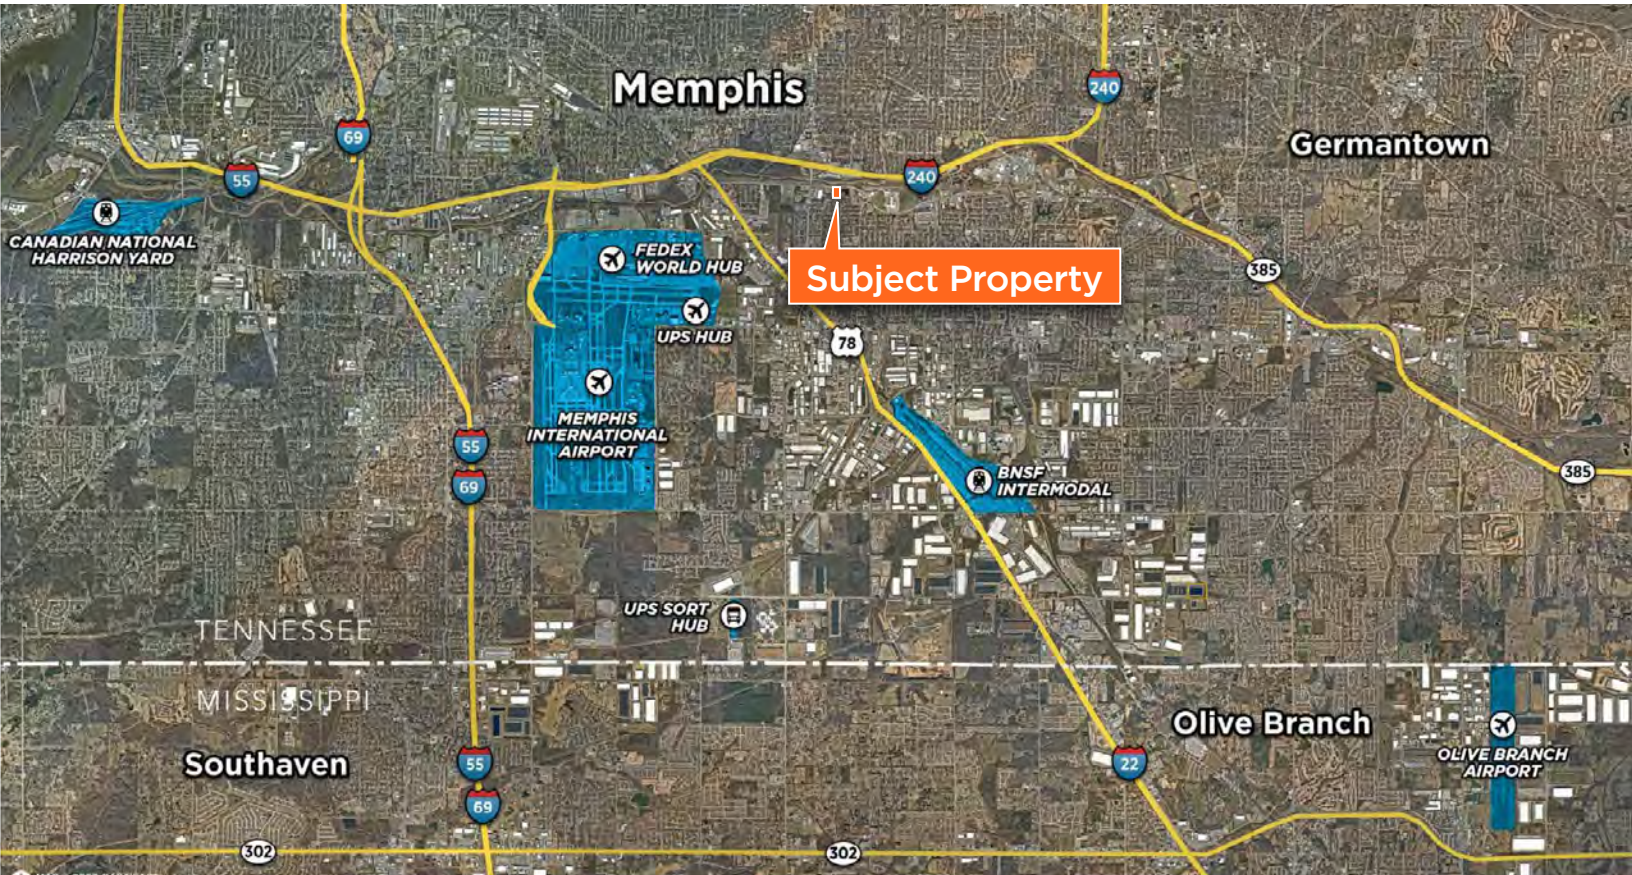 Memphis
240
Germantown
69
55
240
CANADIAN NATIONAL
HARRISON YARD
FEDEX
WORLD HUB
Subject Property
385
UPS HUB
78
MEMPHIS
INTERNATIONAL
AIRPORT
55
69
BNSF
INTERMODAL
385
UPS SORT
HUB
TENNESSEE
MISSISSIPPI
Olive Branch
Southaven
55
22
OLIVE BRANCH
AIRPORT
69
302
302